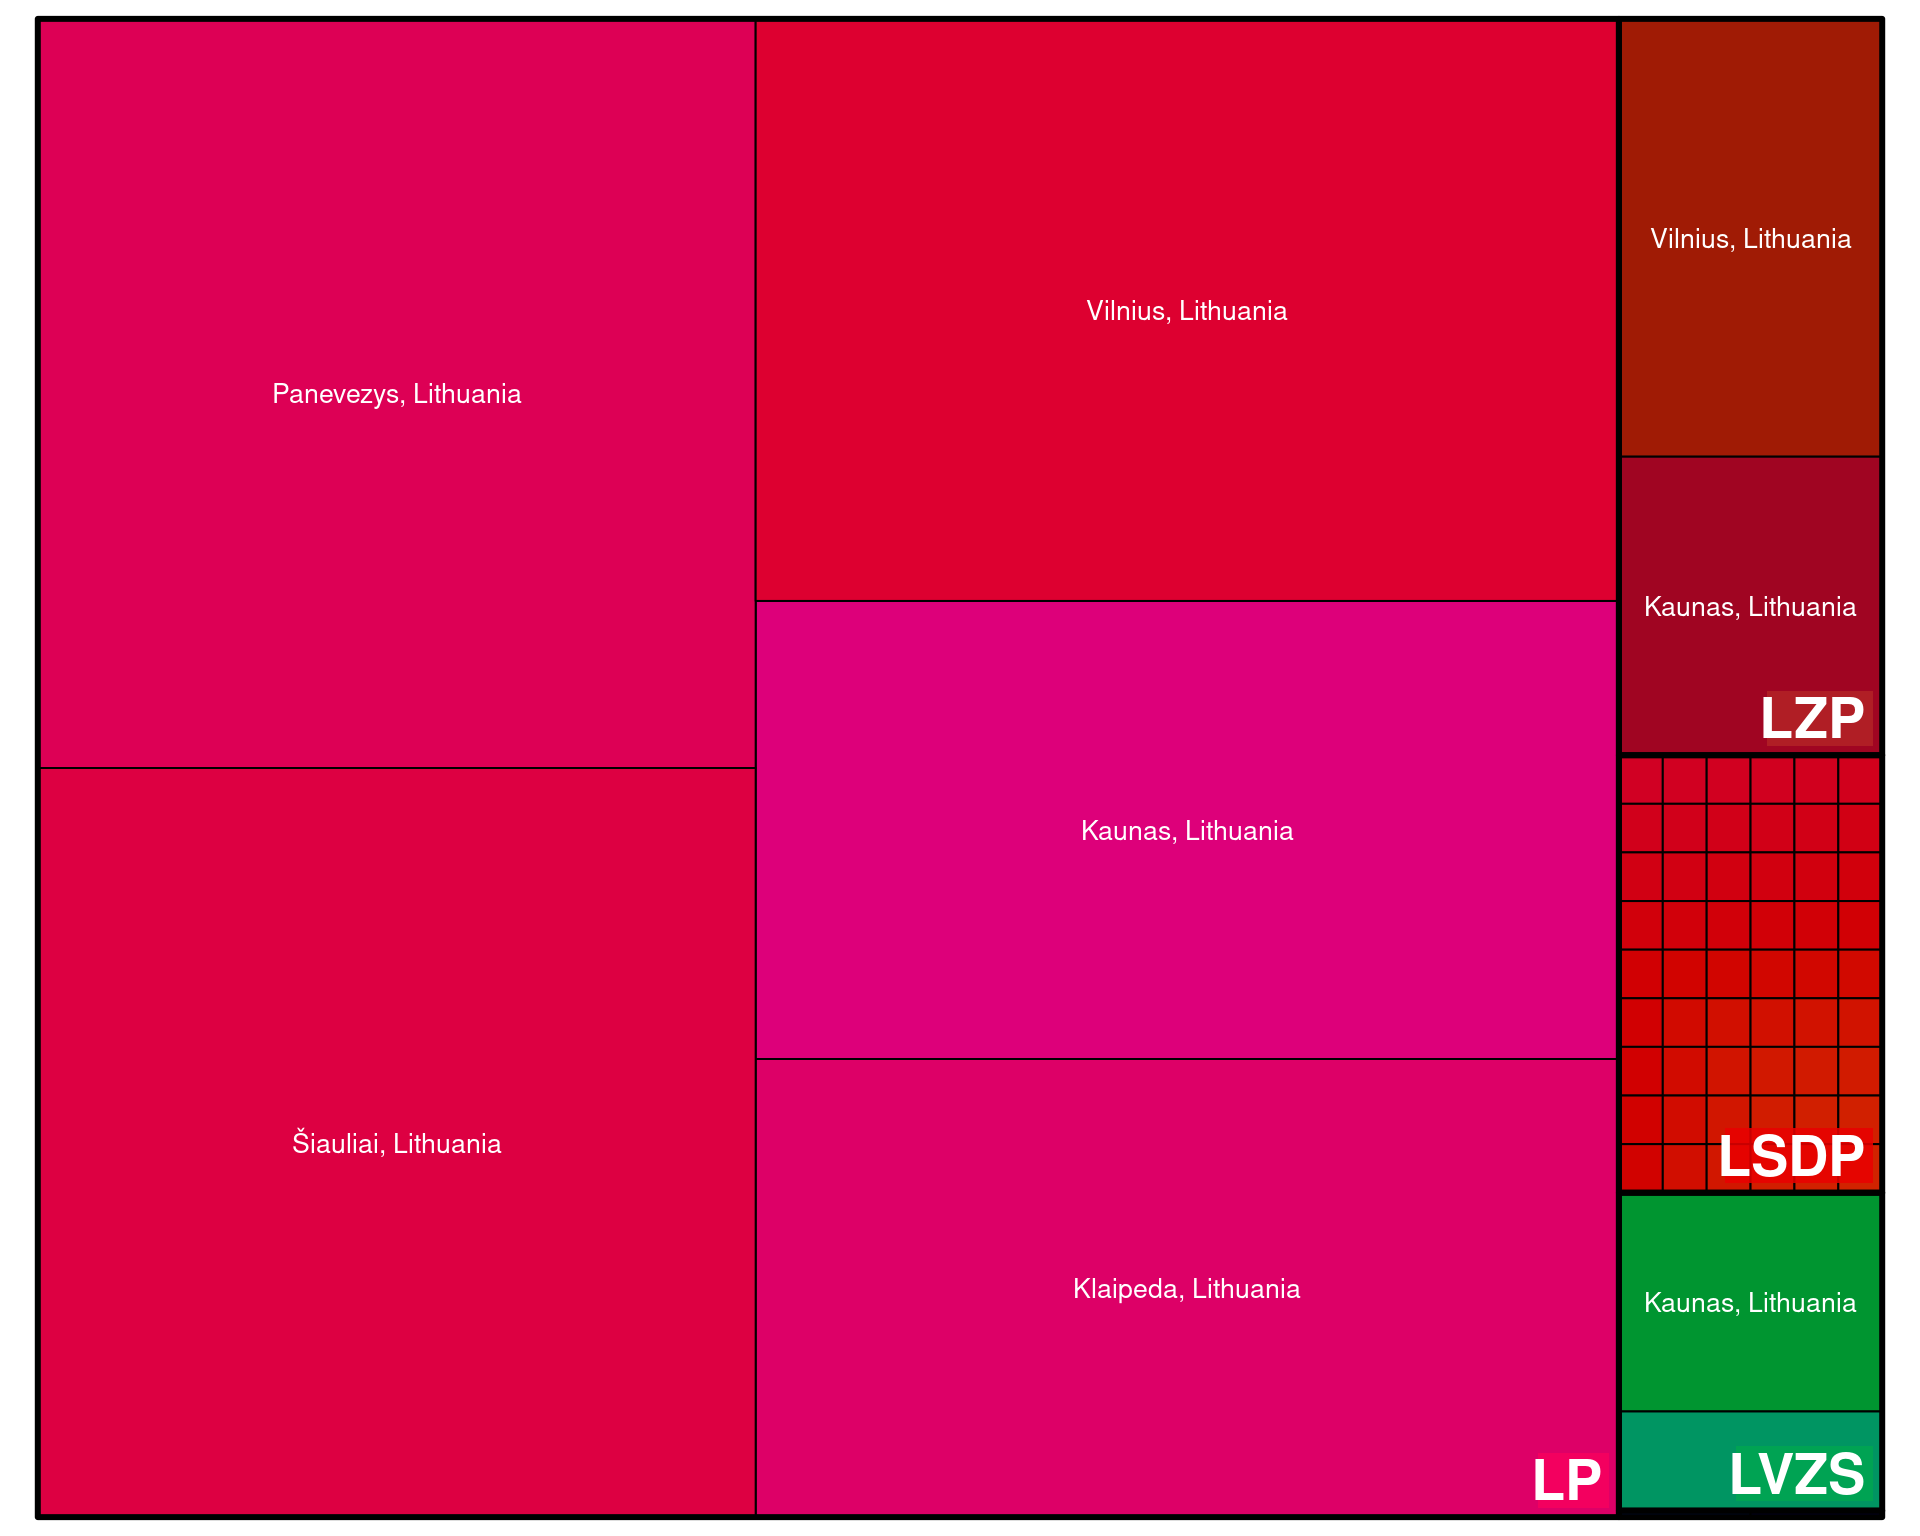 Panevezys, Lithuania
Šiauliai, Lithuania
Vilnius, Lithuania
Kaunas, Lithuania
Klaipeda, Lithuania
LP
Vilnius, Lithuania
Kaunas, Lithuania
LZP
LSDP
Kaunas, Lithuania
LVZS